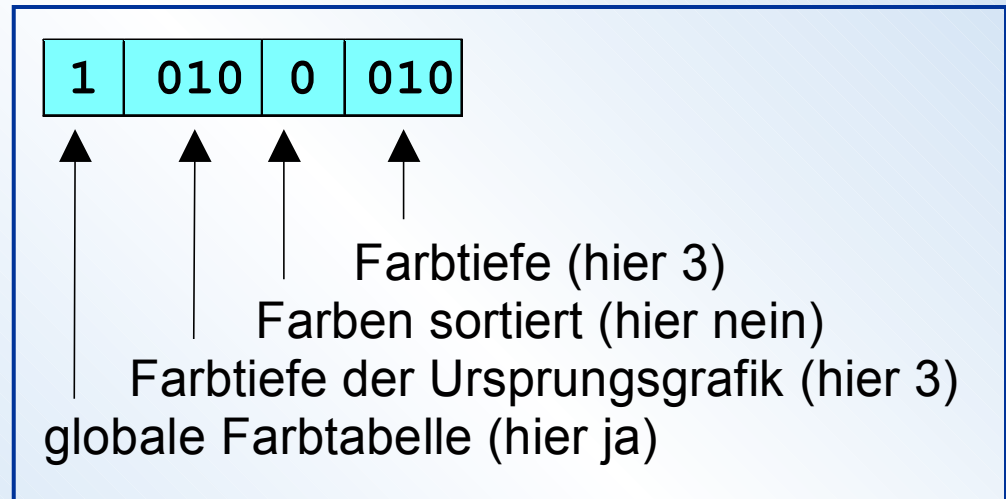 1 010 0 010
Farbtiefe (hier 3)
Farben sortiert (hier nein)
Farbtiefe der Ursprungsgrafik (hier 3)
globale Farbtabelle (hier ja)